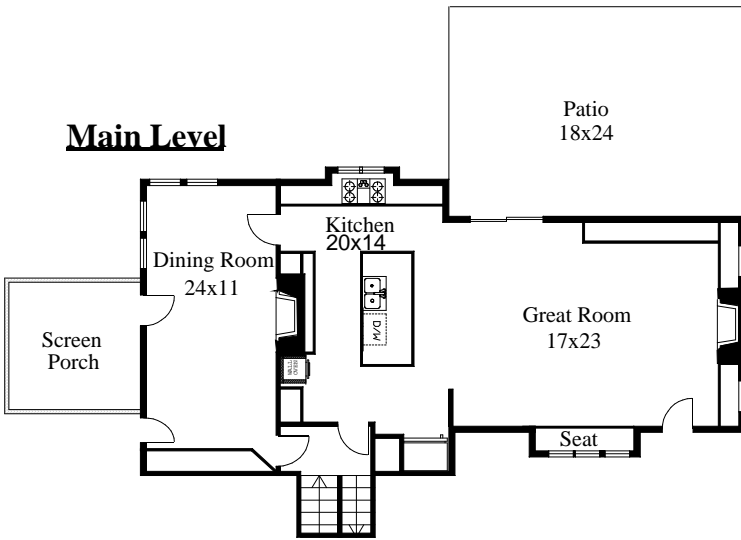 Main Level
Patio
18x24
Kitchen
20x14
Dining Room
24x11
Great Room
17x23
Screen
Porch
D/W
Seat